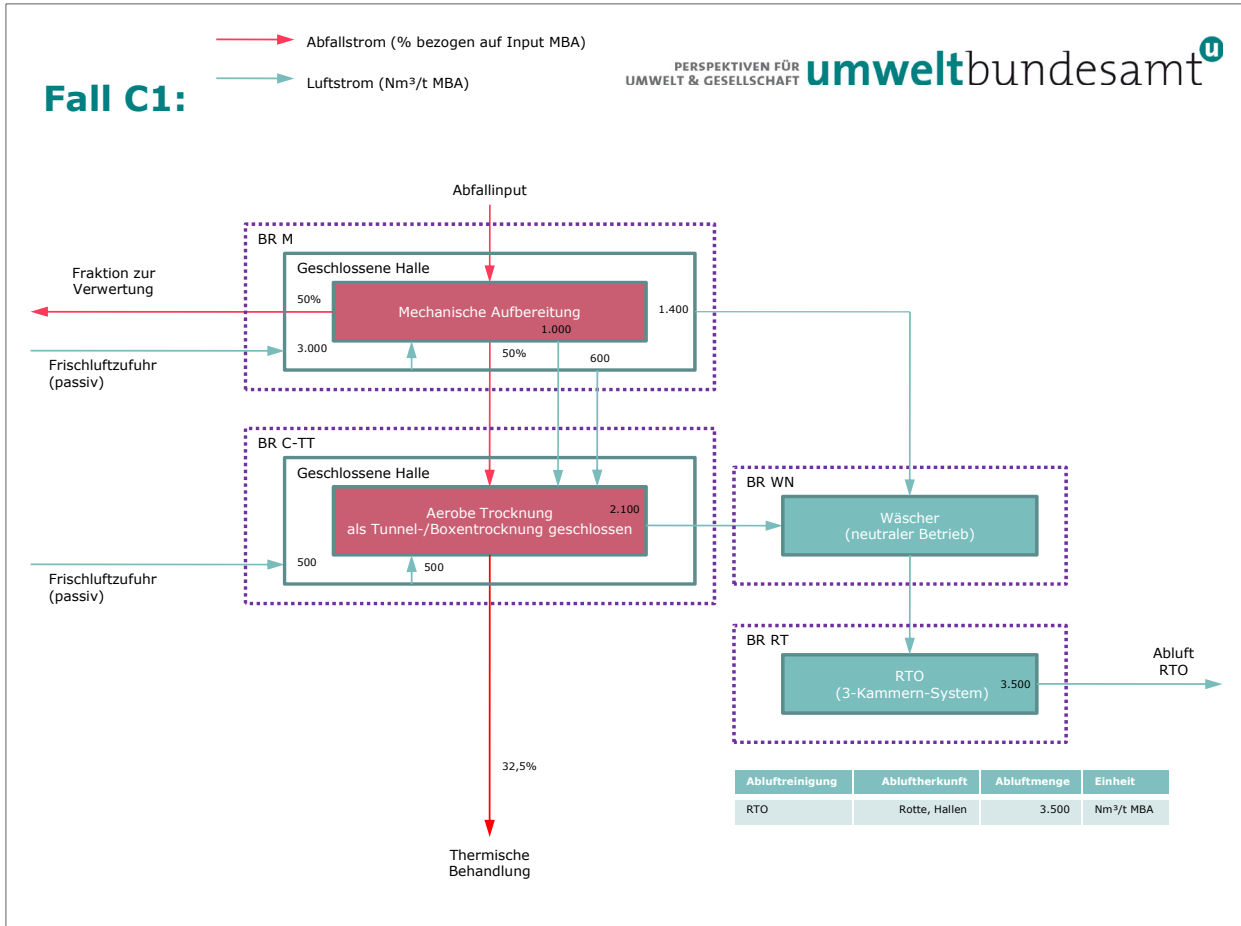 Abfallstrom (% bezogen auf Input MBA)
Luftstrom (Nm³/t MBA)
PERSPEKTIVEN FÜR
UMWELT & GESELLSCHAFT
umweltbundesamt
u
Fall C1:
Abfallinput
BR M
Geschlossene Halle
Fraktion zur
Verwertung
50%
Mechanische Aufbereitung
1.000
1.400
3.000
Frischluftzufuhr
(passiv)
50%
600
BR C-TT
Geschlossene Halle
Aerobe Trocknung
als Tunnel-/Boxentrocknung geschlossen
2.100
500
500
Frischluftzufuhr
(passiv)
BR WN
Wäscher
(neutraler Betrieb)
BR RT
RTO
(3-Kammern-System)
3.500
Abluft
RTO
32,5%
Thermische
Behandlung
Abluftreinigung Abluftherkunft Abluftmenge Einheit
RTO Rotte, Hallen 3.500 Nm³/t MBA